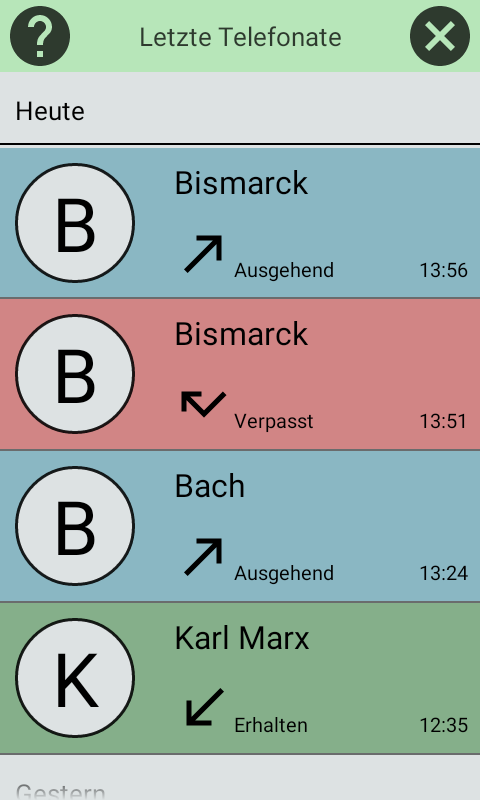 ?
Letzte Telefonate
Heute
B
Bismarck
Ausgehend 13:56
B
Bismarck
Verpasst 13:51
B
Bach
Ausgehend 13:24
K
Karl Marx
Erhalten 12:35
Gestern